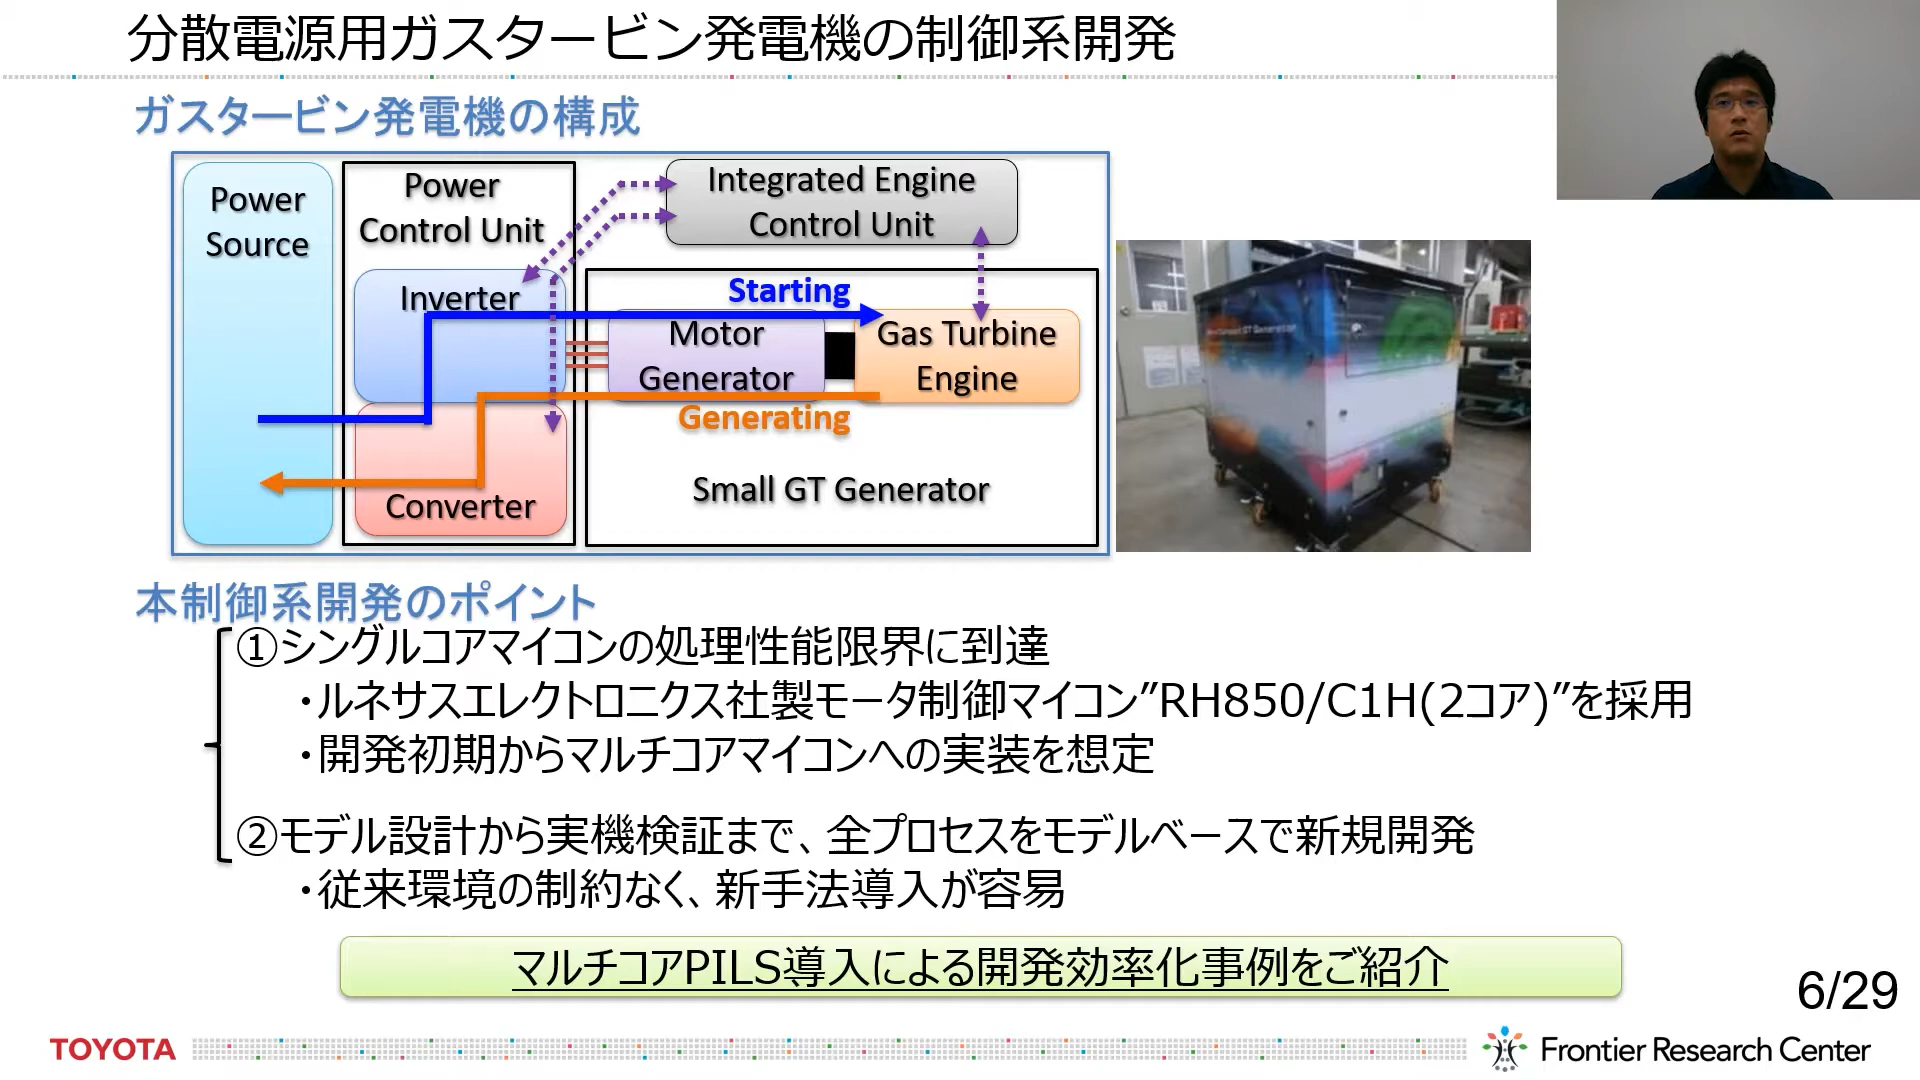 分散電源用ガスタービン発電機の制御系開発
ガスタービン発電機の構成
Power
Source
Power
Control Unit
Integrated Engine
Control Unit
Inverter
Starting
Motor
Generator
Gas Turbine
Engine
Generating
Converter
Small GT Generator
本制御系開発のポイント
①シングルコアマイコンの処理性能限界に到達
・ルネサスエレクトロニクス社製モータ制御マイコン”RH850/C1H(2コア)”を採用
・開発初期からマルチコアマイコンへの実装を想定
②モデル設計から実機検証まで、全プロセスをモデルベースで新規開発
・従来環境の制約なく、新手法導入が容易
マルチコアPILS導入による開発効率化事例をご紹介
6/29
TOYOTA
Frontier Research Center